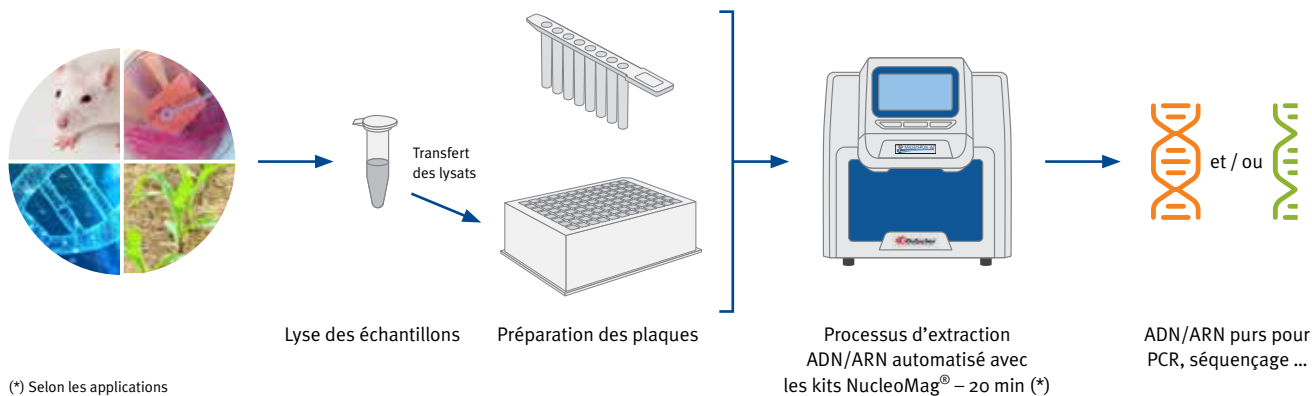 Transfert
des lysats
et / ou
Lyse des échantillons
Préparation des plaques
Processus d’extraction
ADN/ARN automatisé avec
les kits NucleoMag® – 20 min (*)
ADN/ARN purs pour
PCR, séquençage ...
(*) Selon les applications